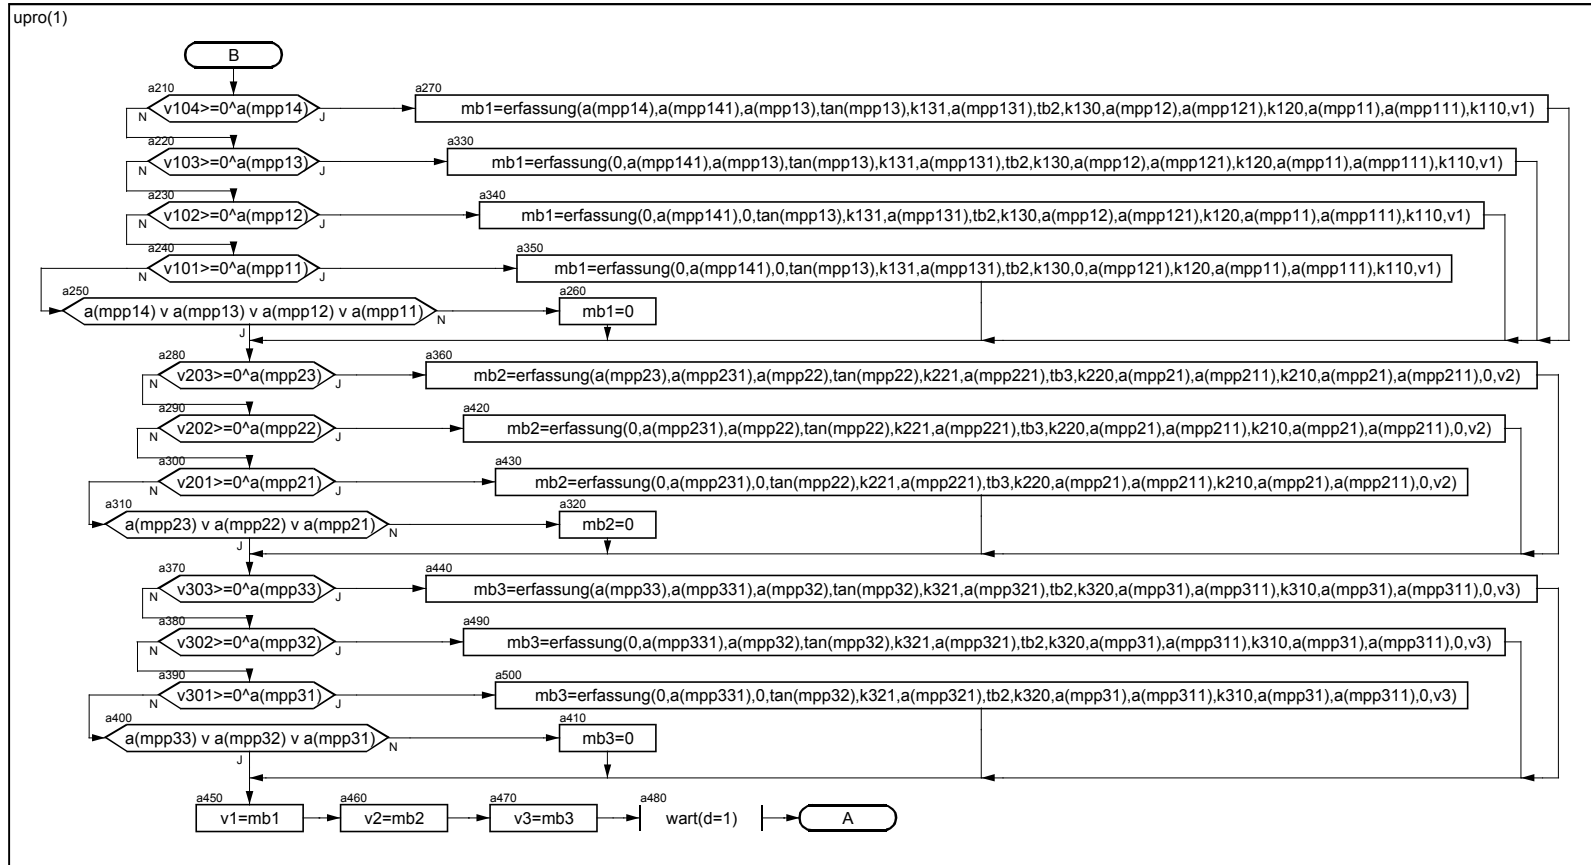 upro(1)
B
a210
v104>=0^a(mpp14)
N
J
a270
mb1=erfassung(a(mpp14),a(mpp141),a(mpp13),tan(mpp13),k131,a(mpp131),tb2,k130,a(mpp12),a(mpp121),k120,a(mpp11),a(mpp111),k110,v1)
a220
v103>=0^a(mpp13)
N
J
a330
mb1=erfassung(0,a(mpp141),a(mpp13),tan(mpp13),k131,a(mpp131),tb2,k130,a(mpp12),a(mpp121),k120,a(mpp11),a(mpp111),k110,v1)
a230
v102>=0^a(mpp12)
N
J
a340
mb1=erfassung(0,a(mpp141),0,tan(mpp13),k131,a(mpp131),tb2,k130,a(mpp12),a(mpp121),k120,a(mpp11),a(mpp111),k110,v1)
a240
v101>=0^a(mpp11)
N
J
a350
mb1=erfassung(0,a(mpp141),0,tan(mpp13),k131,a(mpp131),tb2,k130,0,a(mpp121),k120,a(mpp11),a(mpp111),k110,v1)
a250
a(mpp14) v a(mpp13) v a(mpp12) v a(mpp11)
N
J
a260
mb1=0
a280
v203>=0^a(mpp23)
N
J
a360
mb2=erfassung(a(mpp23),a(mpp231),a(mpp22),tan(mpp22),k221,a(mpp221),tb3,k220,a(mpp21),a(mpp211),k210,a(mpp21),a(mpp211),0,v2)
a290
v202>=0^a(mpp22)
N
J
a420
mb2=erfassung(0,a(mpp231),a(mpp22),tan(mpp22),k221,a(mpp221),tb3,k220,a(mpp21),a(mpp211),k210,a(mpp21),a(mpp211),0,v2)
a300
v201>=0^a(mpp21)
N
J
a430
mb2=erfassung(0,a(mpp231),0,tan(mpp22),k221,a(mpp221),tb3,k220,a(mpp21),a(mpp211),k210,a(mpp21),a(mpp211),0,v2)
a310
a(mpp23) v a(mpp22) v a(mpp21)
N
J
a320
mb2=0
a370
v303>=0^a(mpp33)
N
J
a440
mb3=erfassung(a(mpp33),a(mpp331),a(mpp32),tan(mpp32),k321,a(mpp321),tb2,k320,a(mpp31),a(mpp311),k310,a(mpp31),a(mpp311),0,v3)
a380
v302>=0^a(mpp32)
N
J
a490
mb3=erfassung(0,a(mpp331),a(mpp32),tan(mpp32),k321,a(mpp321),tb2,k320,a(mpp31),a(mpp311),k310,a(mpp31),a(mpp311),0,v3)
a390
v301>=0^a(mpp31)
N
J
a500
mb3=erfassung(0,a(mpp331),0,tan(mpp32),k321,a(mpp321),tb2,k320,a(mpp31),a(mpp311),k310,a(mpp31),a(mpp311),0,v3)
a400
a(mpp33) v a(mpp32) v a(mpp31)
N
J
a410
mb3=0
a450
v1=mb1
a460
v2=mb2
a470
v3=mb3
a480
wart(d=1)
A